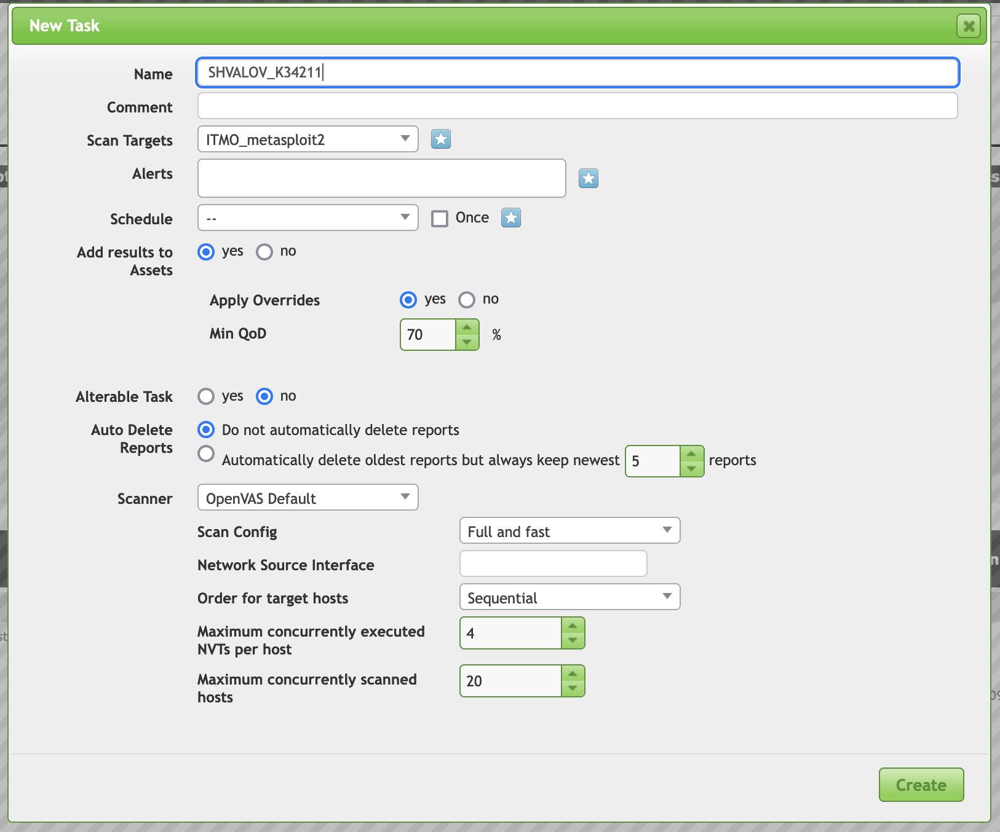 New Task
Name SHVALOV_K34211
Comment
Scan Targets ITMO_metasploit2
Alerts
Schedule -- Once
Add results to yes no
Assets
Apply Overrides yes no
Min QoD 70 %
Alterable Task yes no
Auto Delete Do not automatically delete reports
Reports
Automatically delete oldest reports but always keep newest 5 reports
Scanner OpenVAS Default
Scan Config Full and fast
Network Source Interface
Order for target hosts Sequential
Maximum concurrently executed 4
NVTs per host
Maximum concurrently scanned 20
hosts
Create